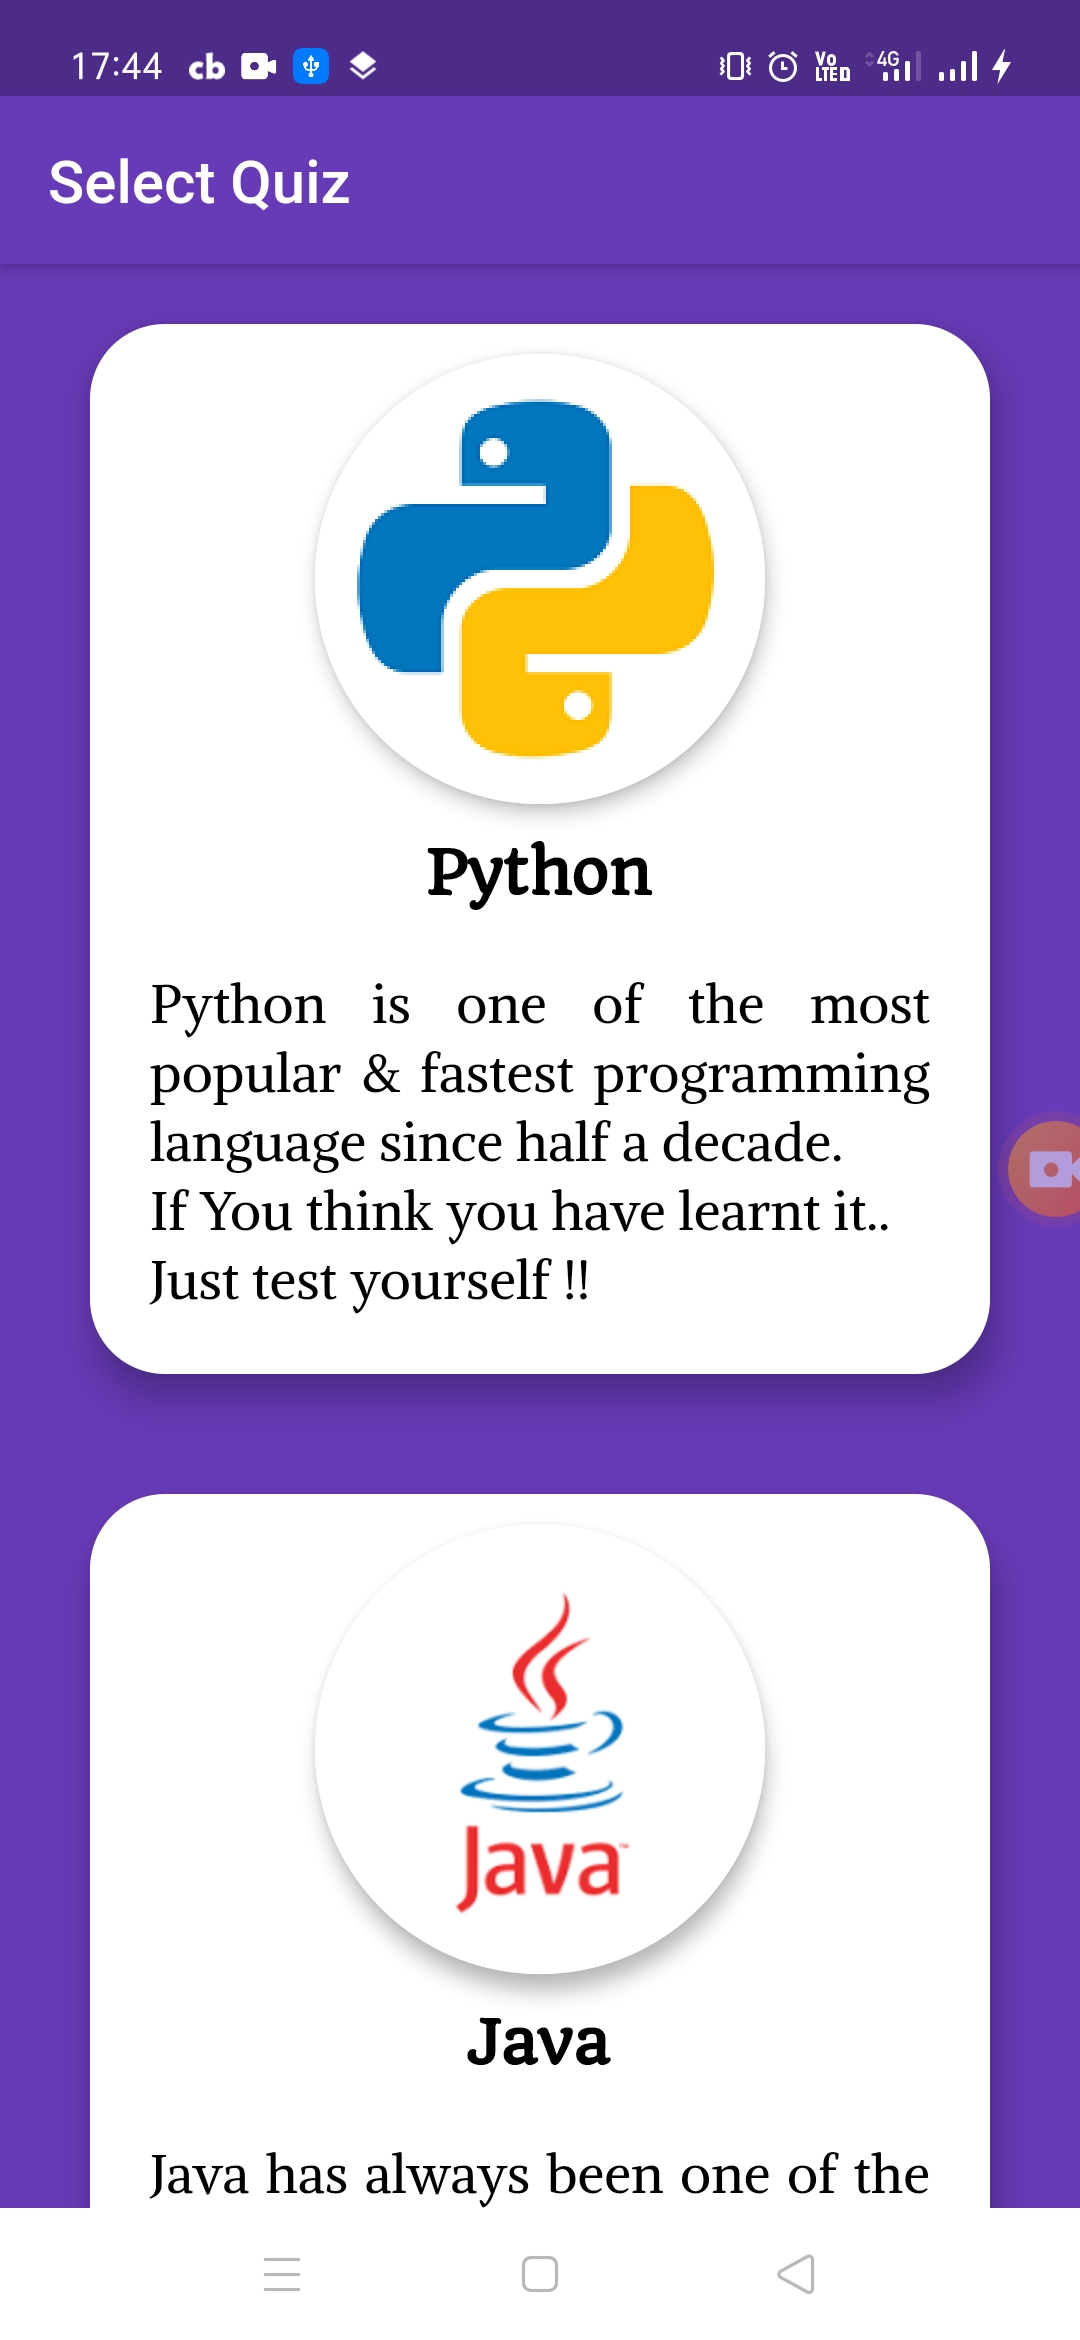 17:44 cb Vo LTED 4G
Select Quiz
Python
Python is one of the most
popular & fastest programming
language since half a decade.
If You think you have learnt it..
Just test yourself !!
Java™
Java
Java has always been one of the